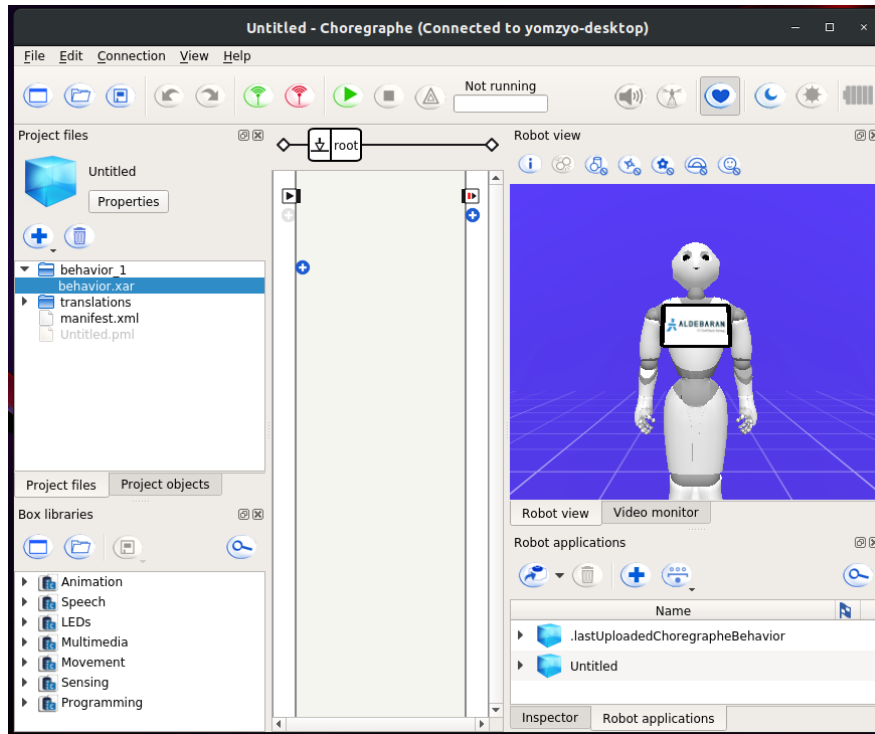 Untitled - Choregraphe (Connected to yomzyo-desktop)
File Edit Connection View Help
Not running
Project files
Untitled
Properties
behavior_1
behavior.xar
translations
manifest.xml
Untitled.pml
Project files Project objects
Box libraries
Animation
Speech
LEDs
Multimedia
Movement
Sensing
Programming
root
Robot view
ALDEBARAN
Robot view Video monitor
Robot applications
Name
.lastUploadedChoregrapheBehavior
Untitled
Inspector Robot applications